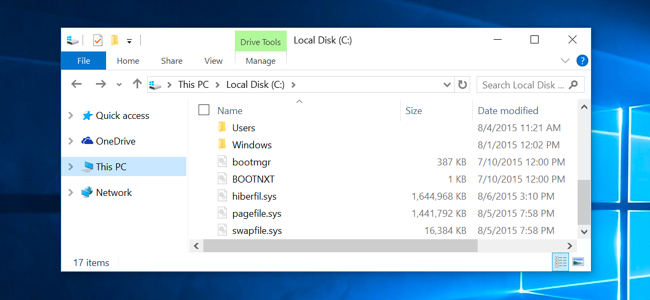 Drive Tools
Local Disk (C:)
File Home Share View Manage
This PC Local Disk (C:) Search Local Disk ...
Quick access
OneDrive
This PC
Network
Name Size Date modified
Users 8/4/2015 11:21 AM
Windows 8/1/2015 12:02 PM
bootmgr 387 KB 7/10/2015 12:00 PM
BOOTNXT 1 KB 7/10/2015 12:00 PM
hiberfil.sys 1,644,968 KB 8/6/2015 3:10 PM
pagefile.sys 1,441,792 KB 8/5/2015 7:58 PM
swapfile.sys 16,384 KB 8/5/2015 7:58 PM
17 items